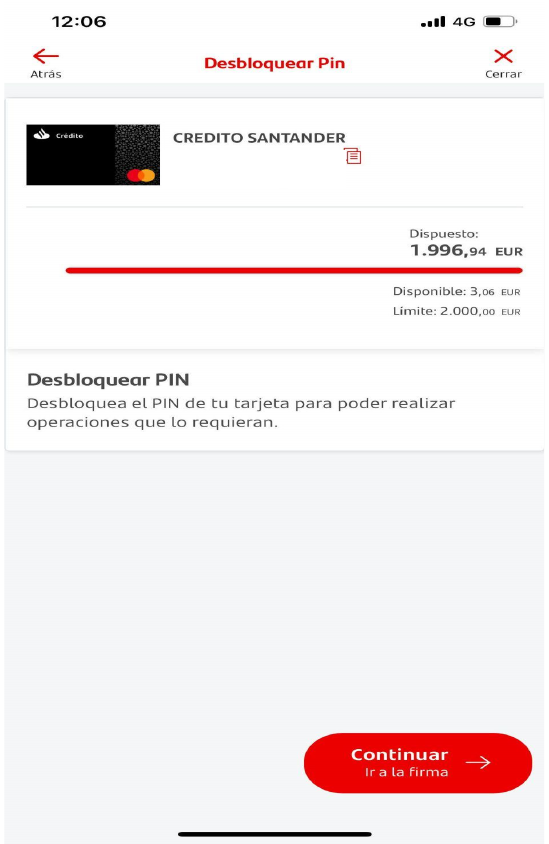 12:06
4G
Atrás
Desbloquear Pin
Cerrar
Crédito
CREDITO SANTANDER
Dispuesto:
1.996,94 EUR
Disponible: 3,06 EUR
Límite: 2.000,00 EUR
Desbloquear PIN
Desbloquea el PIN de tu tarjeta para poder realizar
operaciones que lo requieran.
Continuar
Ir a la firma